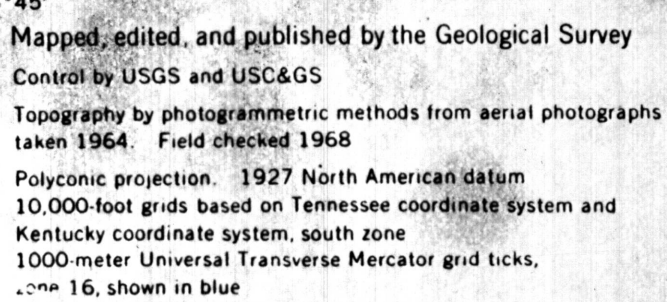 45
Mapped, edited, and published by the Geological Survey
Control by USGS and USC&GS
Topography by photogrammetric methods from aerial photographs
taken 1964. Field checked 1968
Polyconic projection. 1927 North American datum
10,000-foot grids based on Tennessee coordinate system and
Kentucky coordinate system, south zone
1000-meter Universal Transverse Mercator grid ticks,
zone 16, shown in blue